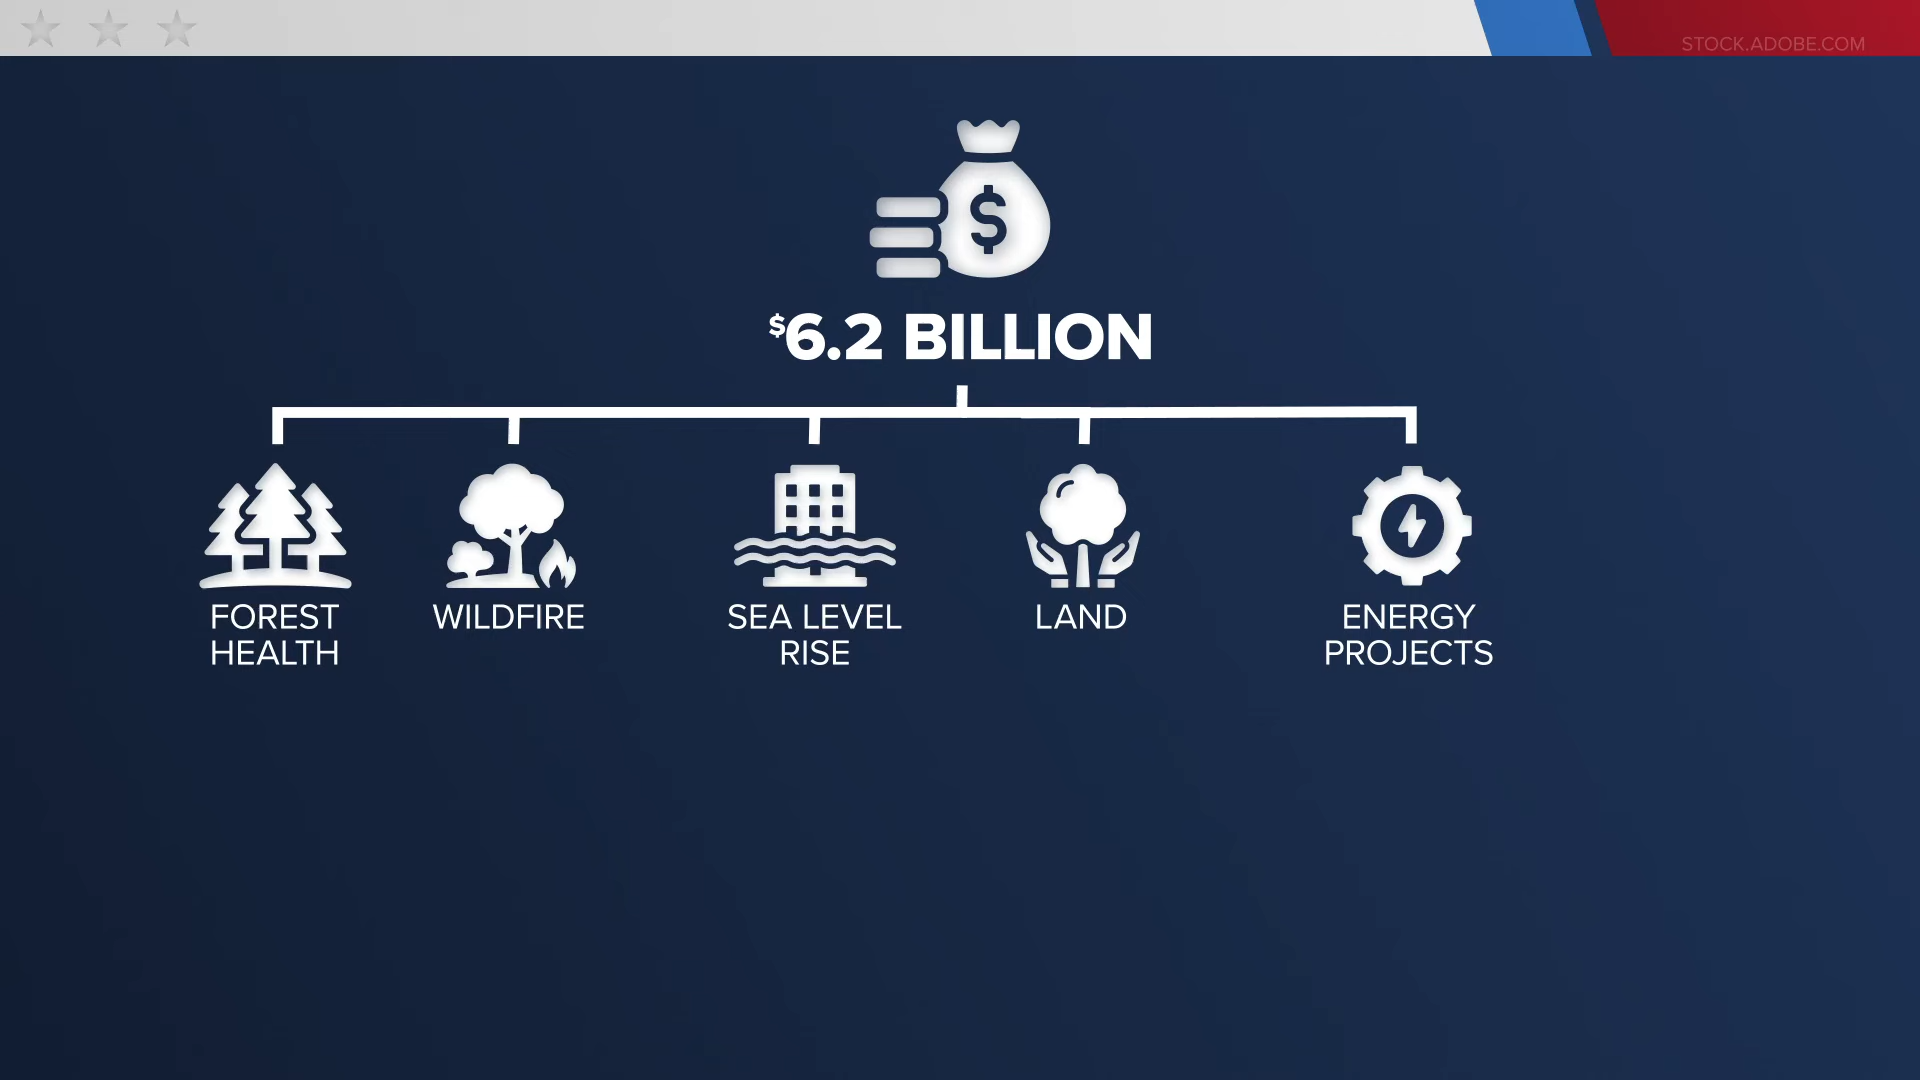 STOCK.ADOBE.COM
$
$6.2 BILLION
FOREST
HEALTH
WILDFIRE
SEA LEVEL
RISE
LAND
ENERGY
PROJECTS